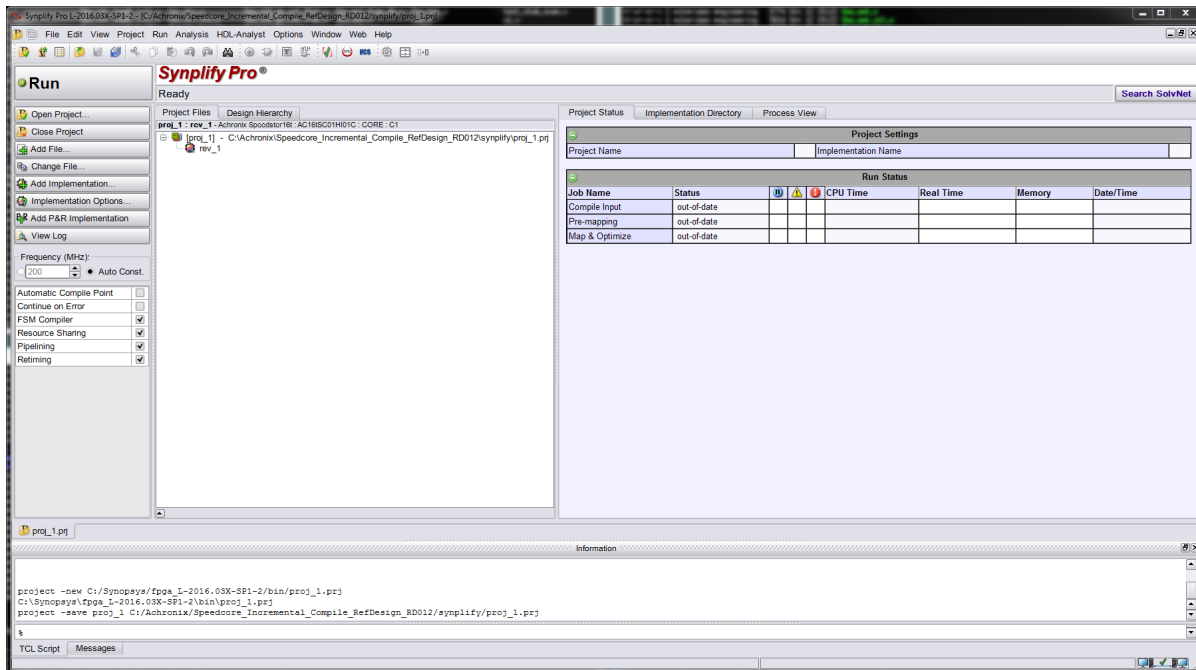 Synplify Pro L-2016.03X-SP1-2 - [C:/Achronix/Speedcore_Incremental_Compile_RefDesign_RD012/synplify/proj_1.prj]
File Edit View Project Run Analysis HDL-Analyst Options Window Web Help
Run
Synplify Pro®
Ready
Search SolvNet
Open Project...
Close Project
Add File...
Change File...
Add Implementation...
Implementation Options...
P&R Add P&R Implementation
View Log
Frequency (MHz):
200
Auto Const.
Automatic Compile Point
Continue on Error
FSM Compiler
Resource Sharing
Pipelining
Retiming
Project Files Design Hierarchy
proj_1 : rev_1 - Achronix Speedster16t : AC16tSC01HI01C : CORE : C1
[proj_1] - C:\Achronix\Speedcore_Incremental_Compile_RefDesign_RD012\synplify\proj_1.prj
rev_1
Project Status Implementation Directory Process View
Project Settings
Project Name Implementation Name
Run Status
Job Name Status CPU Time Real Time Memory Date/Time
Compile Input out-of-date
Pre-mapping out-of-date
Map & Optimize out-of-date
proj_1.prj
Information
project -new C:/Synopsys/fpga_L-2016.03X-SP1-2/bin/proj_1.prj
C:\Synopsys\fpga_L-2016.03X-SP1-2\bin\proj_1.prj
project -save proj_1 C:/Achronix/Speedcore_Incremental_Compile_RefDesign_RD012/synplify/proj_1.prj
%
TCL Script Messages